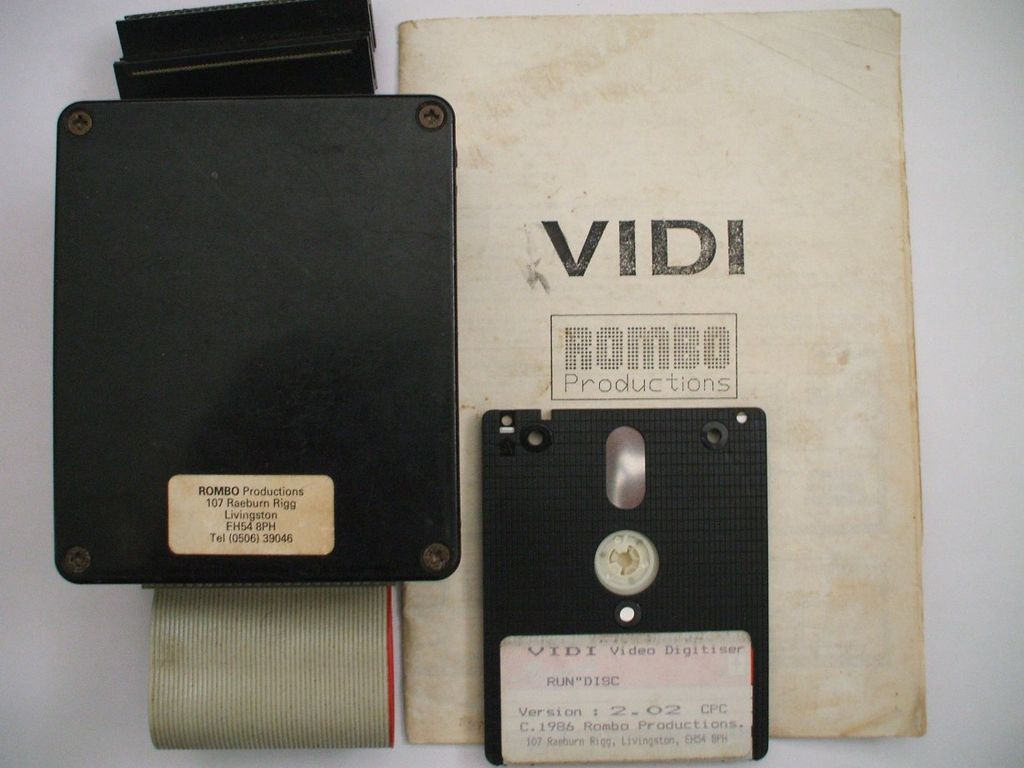 VIDI
ROMBO
Productions
ROMBO Productions
107 Raeburn Rigg
Livingston
EH54 8PH
Tel (0506) 39046
VIDI Video Digitiser
RUN"DISC
Version : 2.02 CPC
C.1986 Rombo Productions.
107 Raeburn Rigg, Livingston, EH54 8PH